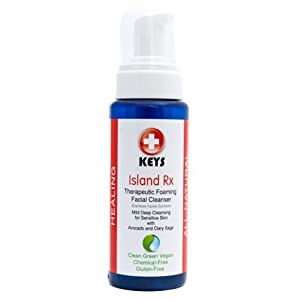 KEYS
Island Rx
Therapeutic Foaming
Facial Cleanser
Mild Deep Cleansing
for Sensitive Skin
with
Avocado and Clary Sage
Clean Green Vegan
Chemical-Free
Gluten-Free
HEALING
ALL-NATURAL